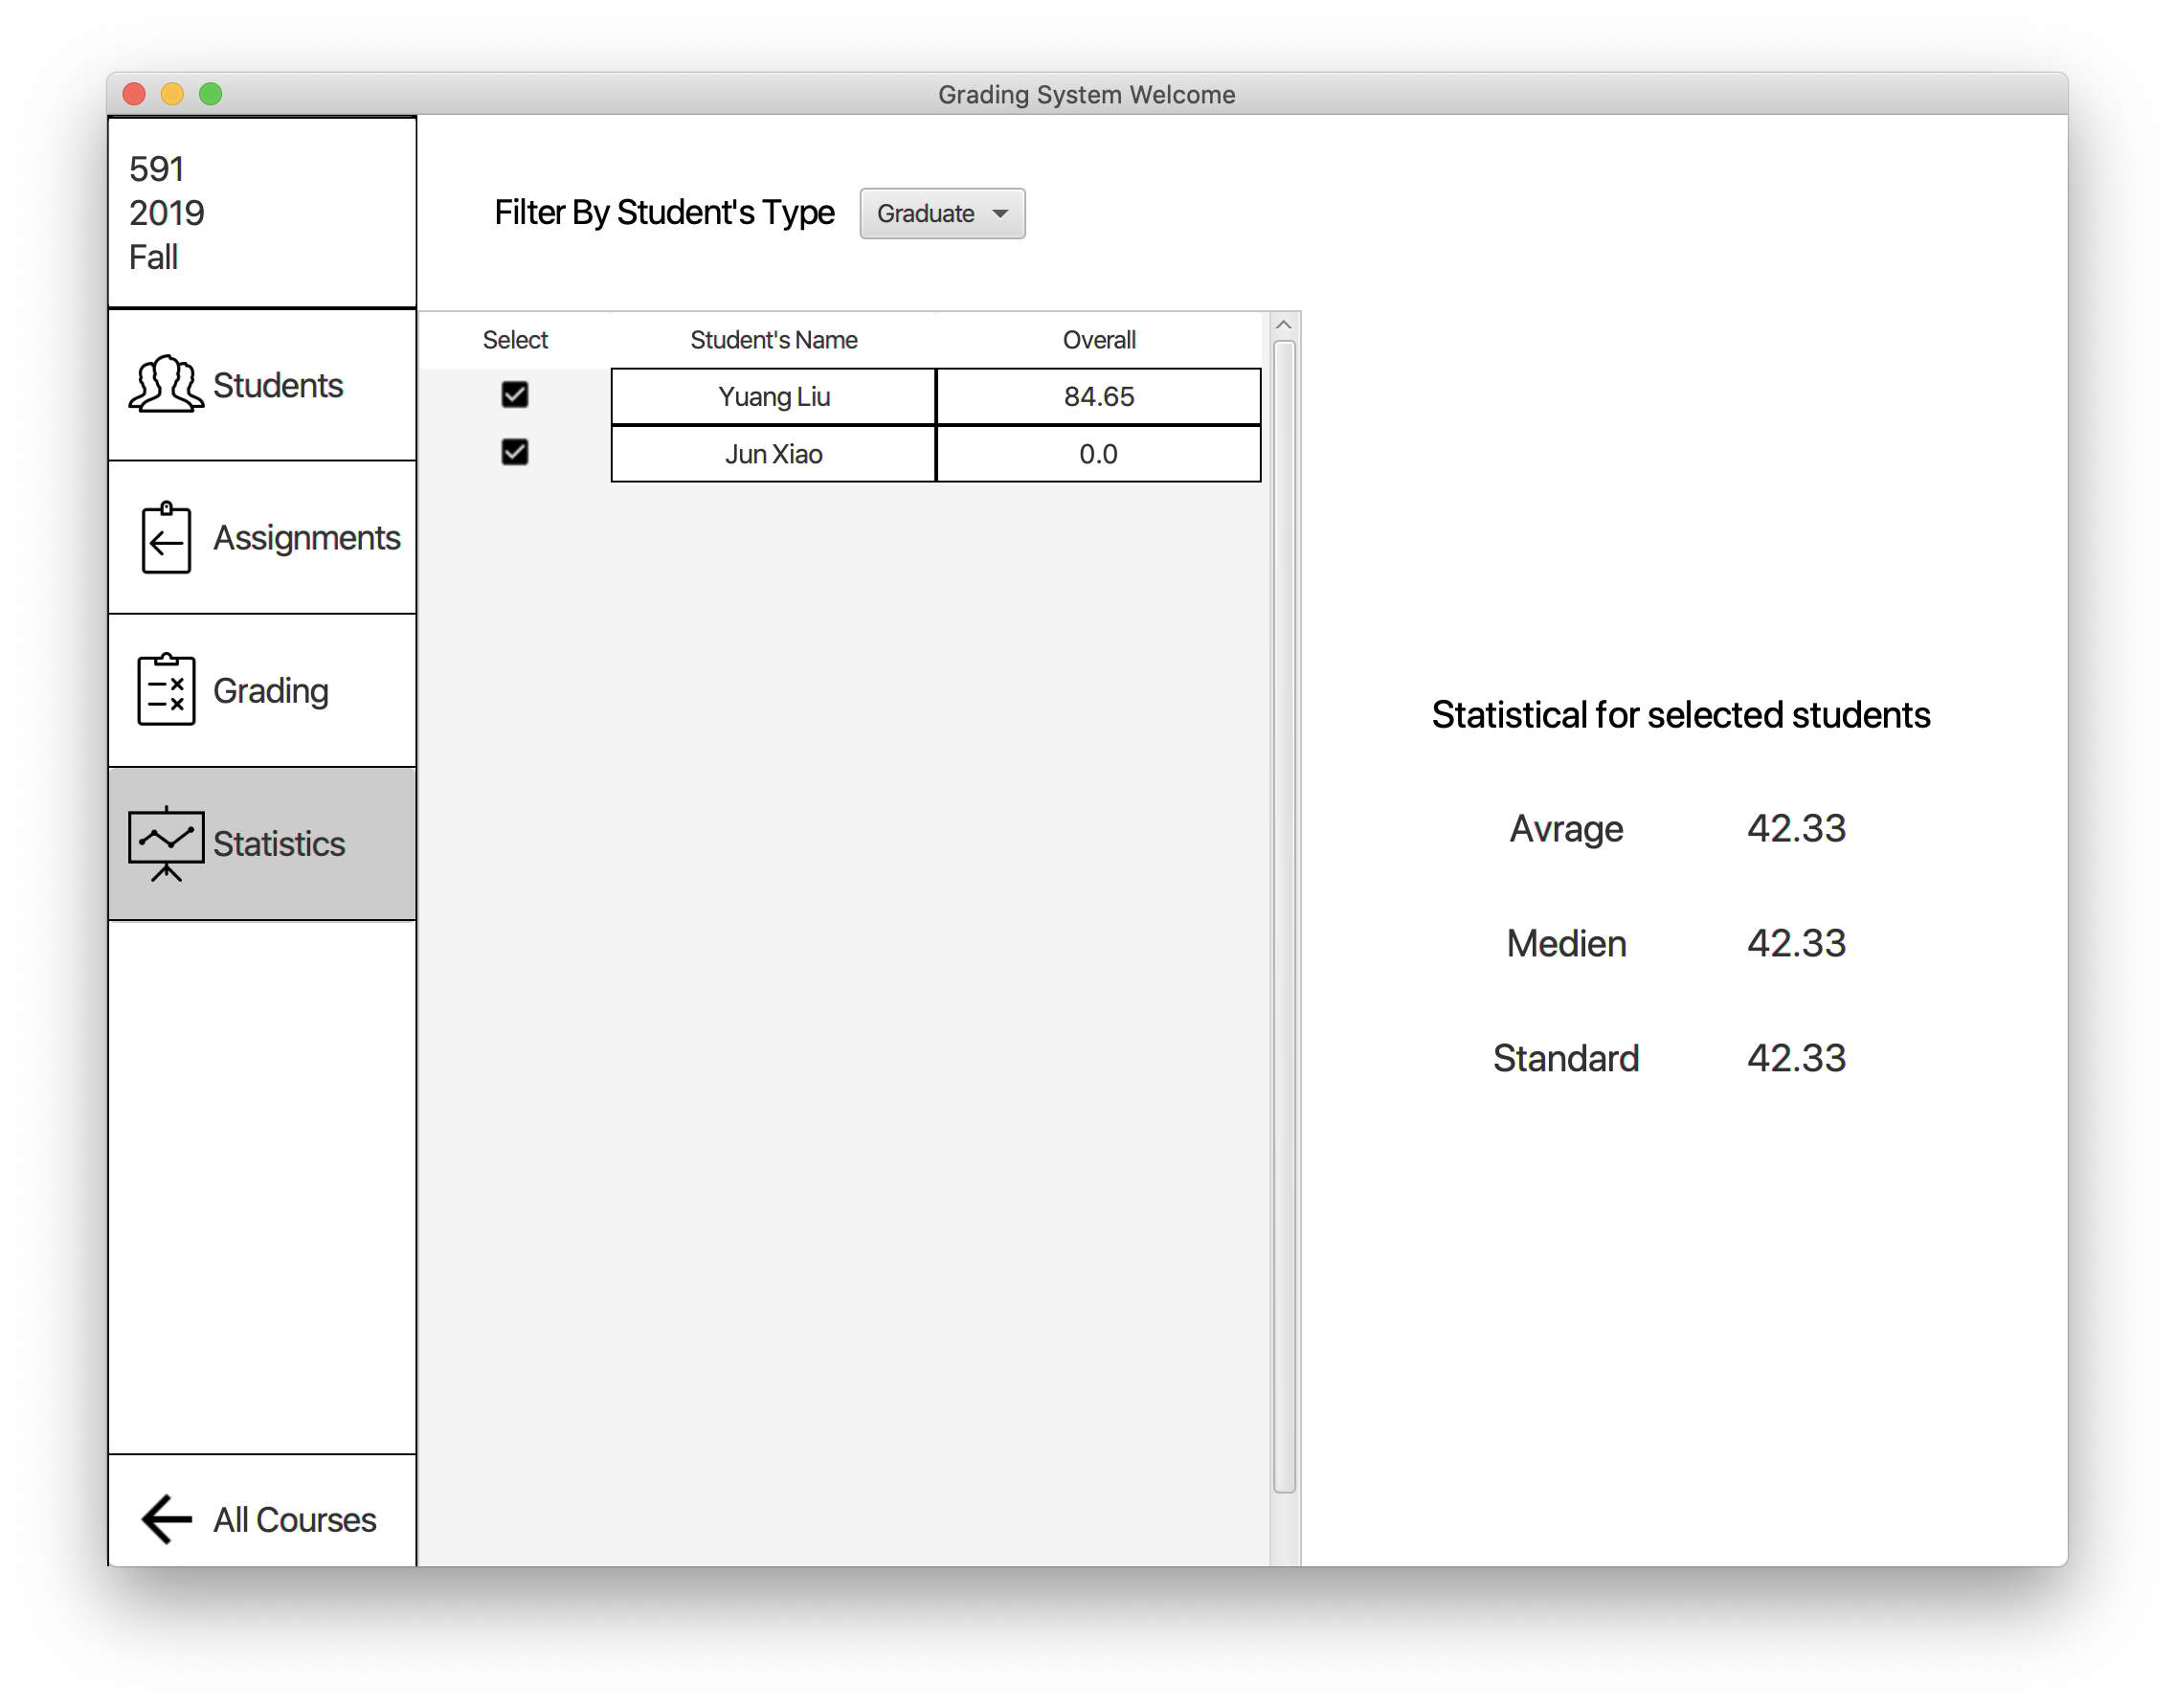 Grading System Welcome
591
2019
Fall
Students
Assignments
Grading
Statistics
All Courses
Filter By Student's Type Graduate
Select Student's Name Overall
Yuang Liu 84.65
Jun Xiao 0.0
Statistical for selected students
Avrage 42.33
Medien 42.33
Standard 42.33